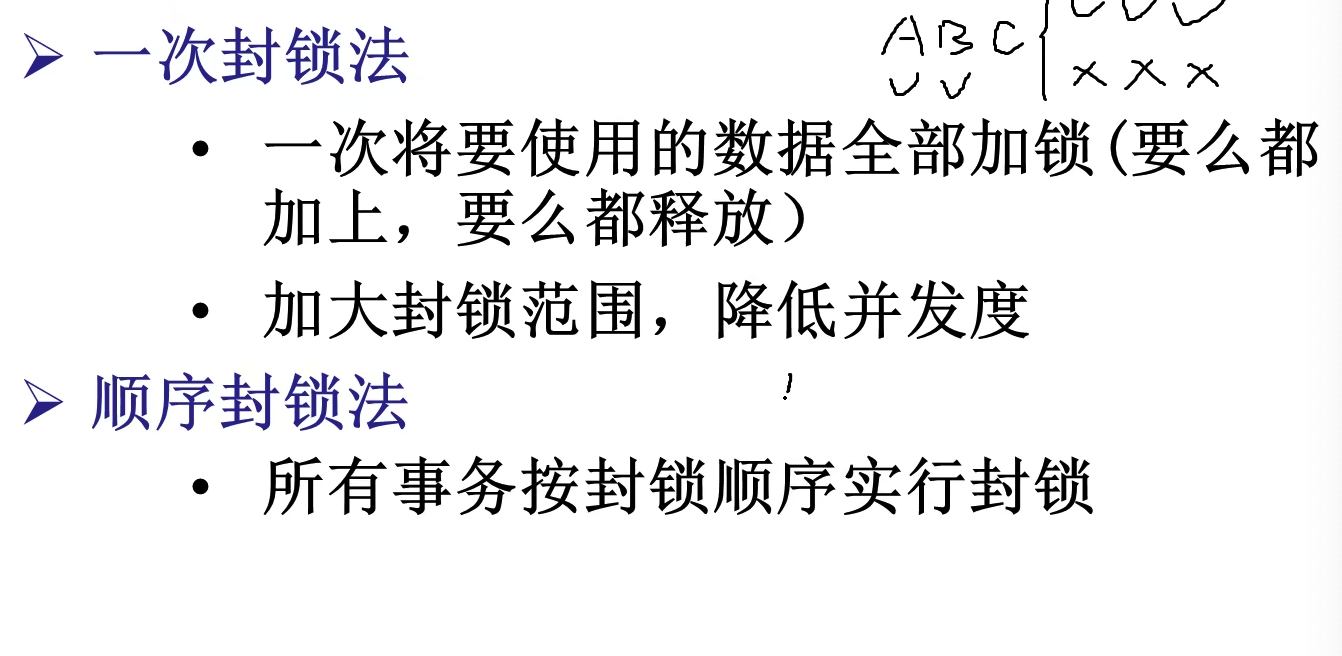 ➢ 一次封锁法
A B C
• 一次将要使用的数据全部加锁(要么都
加上，要么都释放）
• 加大封锁范围，降低并发度
➢ 顺序封锁法
• 所有事务按封锁顺序实行封锁